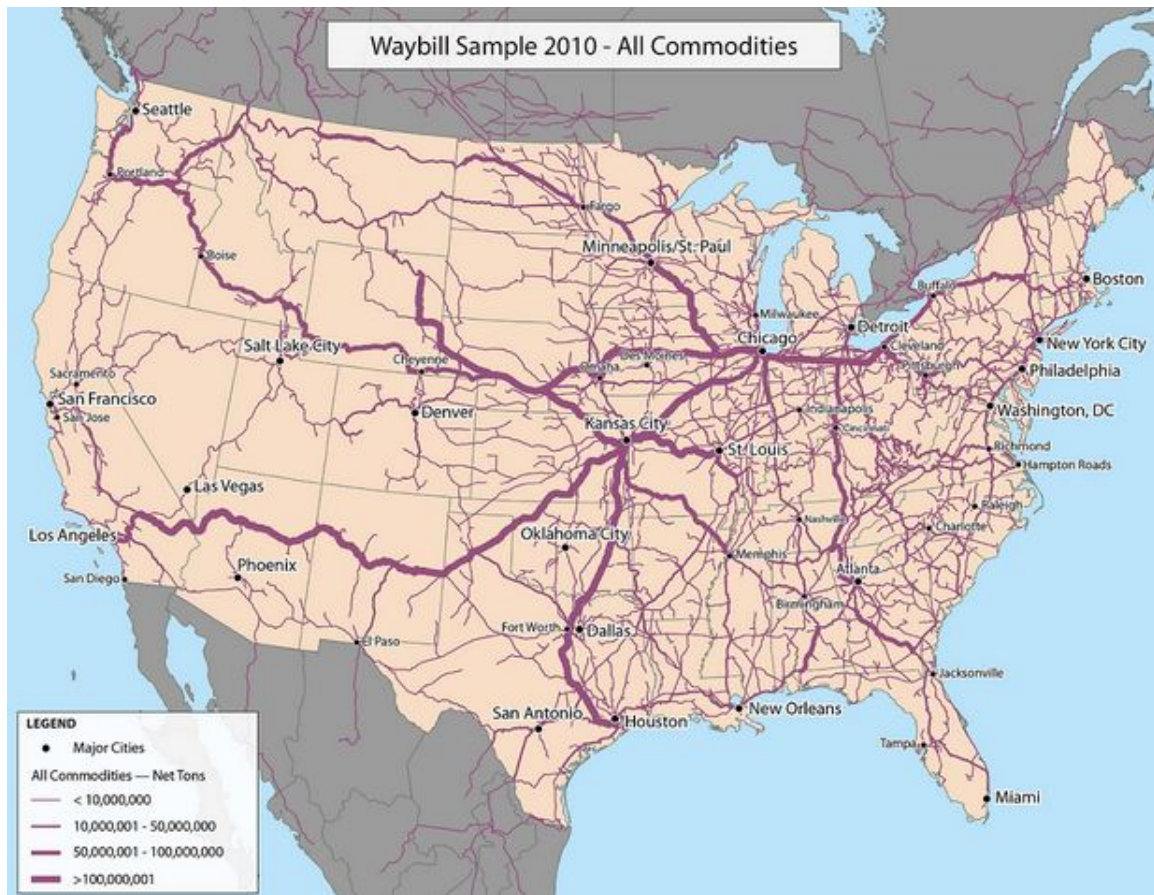 Waybill Sample 2010 - All Commodities
Seattle
Portland
Fargo
Minneapolis/St. Paul
Boise
Buffalo
Boston
Milwaukee
Detroit
Chicago
Cleveland
New York City
Salt Lake City
Cheyenne
Omaha
Des Moines
Pittsburgh
Philadelphia
Sacramento
San Francisco
San Jose
Denver
Kansas City
Indianapolis
Washington, DC
Cincinnati
St. Louis
Richmond
Hampton Roads
Las Vegas
Raleigh
Nashville
Charlotte
Los Angeles
Oklahoma City
Memphis
Phoenix
San Diego
Atlanta
Birmingham
Fort Worth
Dallas
El Paso
Jacksonville
San Antonio
Houston
New Orleans
Tampa
Miami
LEGEND
Major Cities
All Commodities — Net Tons
< 10,000,000
10,000,001 - 50,000,000
50,000,001 - 100,000,000
>100,000,001